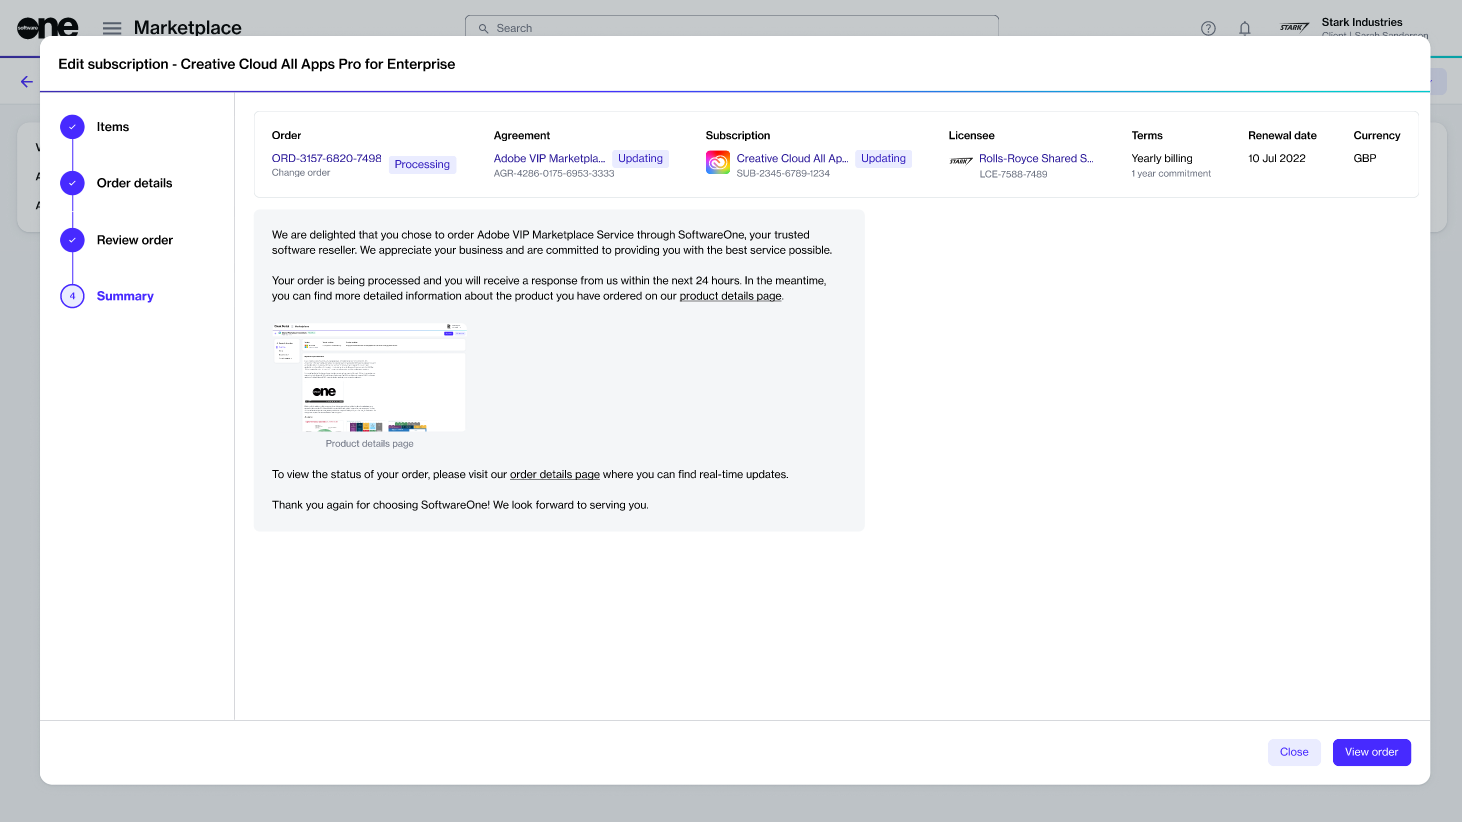 software one
Marketplace
Search
STARK
Stark Industries
Client | Sarah Sanderson
Edit subscription - Creative Cloud All Apps Pro for Enterprise
Items
Order details
Review order
4 Summary
Order
ORD-3157-6820-7498
Change order
Processing
Agreement
Adobe VIP Marketpla...
Updating
AGR-4286-0175-6953-3333
Subscription
Creative Cloud All Ap...
Updating
SUB-2345-6789-1234
Licensee
STARK
Rolls-Royce Shared S...
LCE-7588-7489
Terms
Yearly billing
1 year commitment
Renewal date
10 Jul 2022
Currency
GBP
We are delighted that you chose to order Adobe VIP Marketplace Service through SoftwareOne, your trusted
software reseller. We appreciate your business and are committed to providing you with the best service possible.
Your order is being processed and you will receive a response from us within the next 24 hours. In the meantime,
you can find more detailed information about the product you have ordered on our product details page.
one
Product details page
To view the status of your order, please visit our order details page where you can find real-time updates.
Thank you again for choosing SoftwareOne! We look forward to serving you.
Close
View order